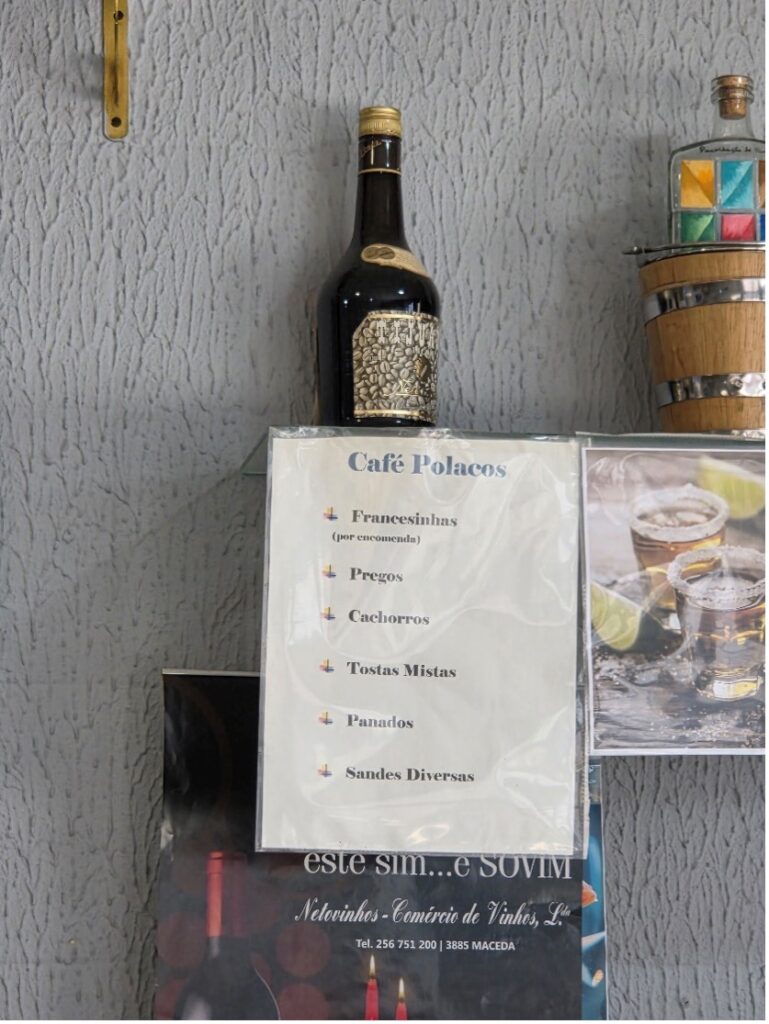 Café Polacos
Francesinhas
(por encomenda)
Pregos
Cachorros
Tostas Mistas
Panados
Sandes Diversas
este sim...é SOVIM
Netovinhos - Comércio de Vinhos, L.da
Tel. 256 751 200 | 3885 MACEDA